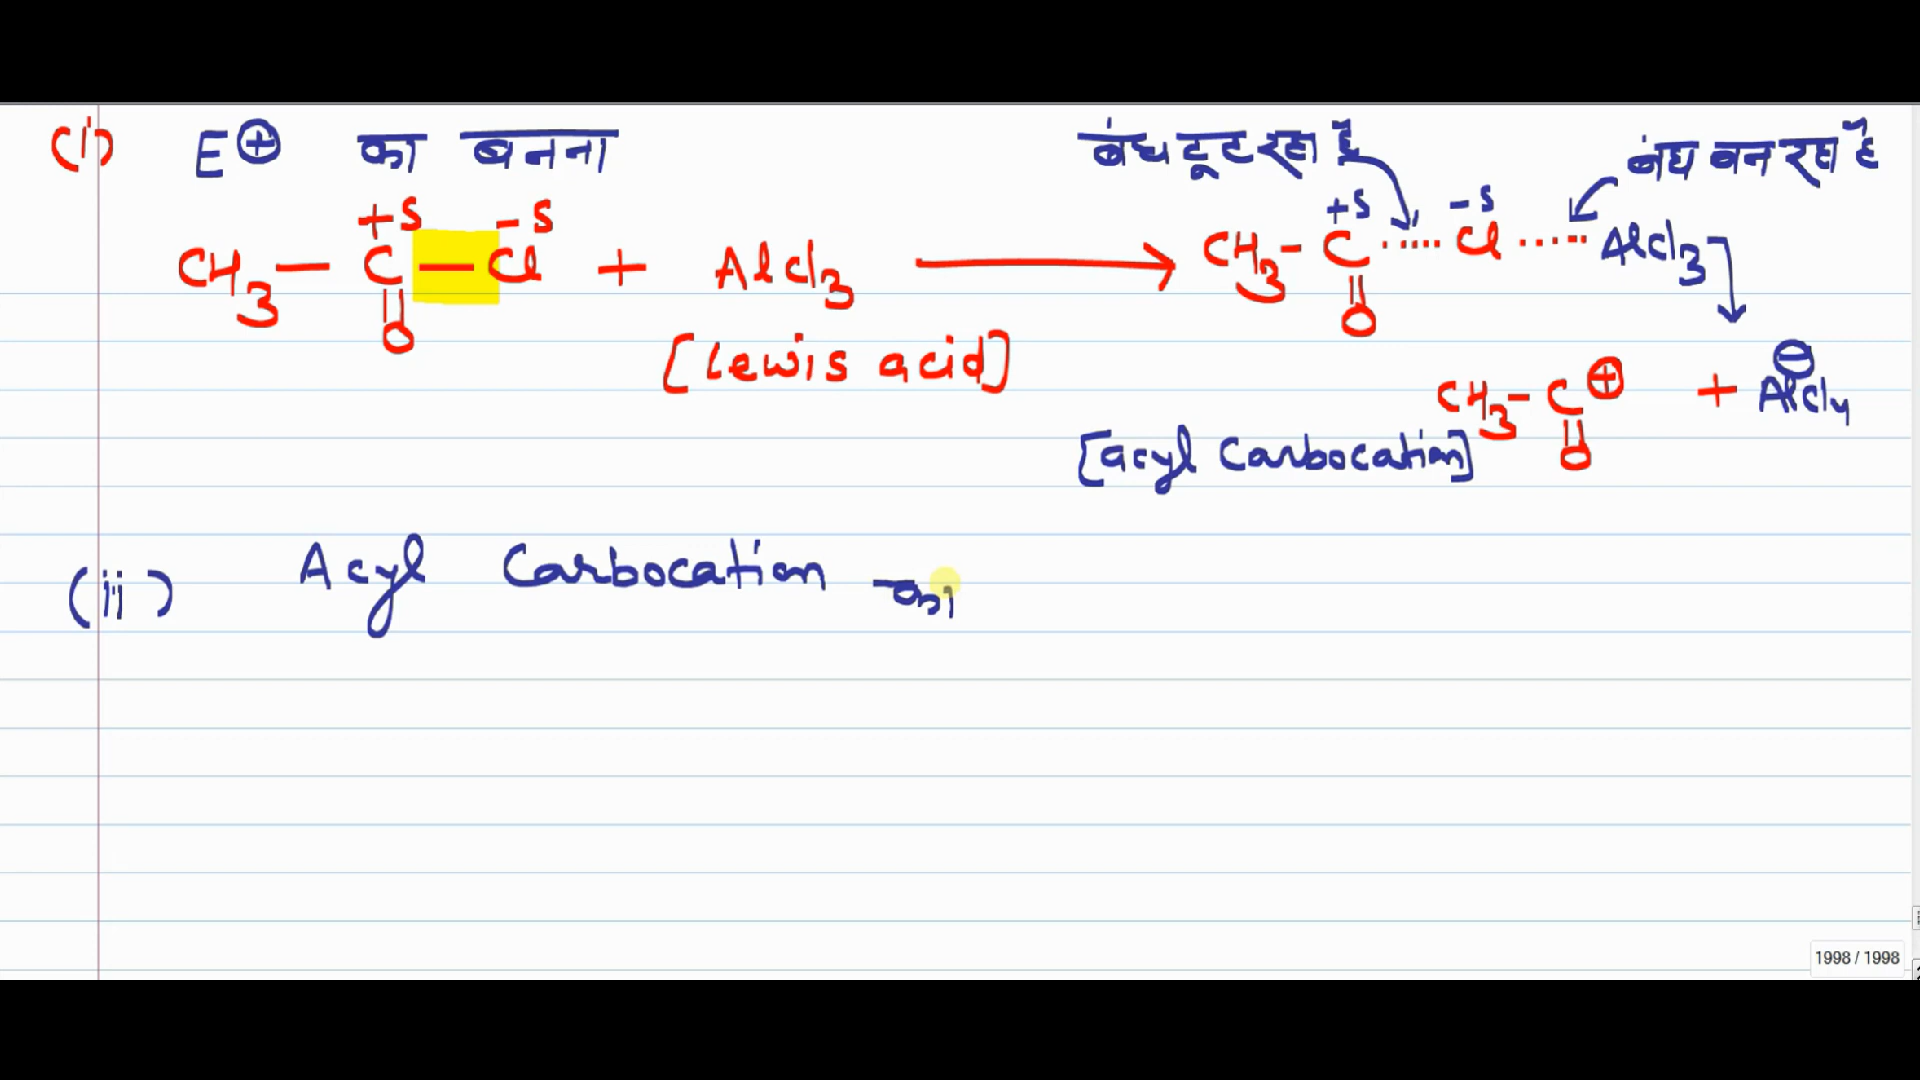 (i) E⊕ का बनना बंध टूट रहा है बंध बन रहा है
+δ -δ +δ -δ
CH3 — C — Cl + AlCl3 → CH3 - C ····· Cl ····· AlCl3
|| ||
O O
[Lewis acid]
CH3 - C⊕ + AlCl4⊖
||
[acyl Carbocation] O
(ii) Acyl Carbocation का
1998 / 1998